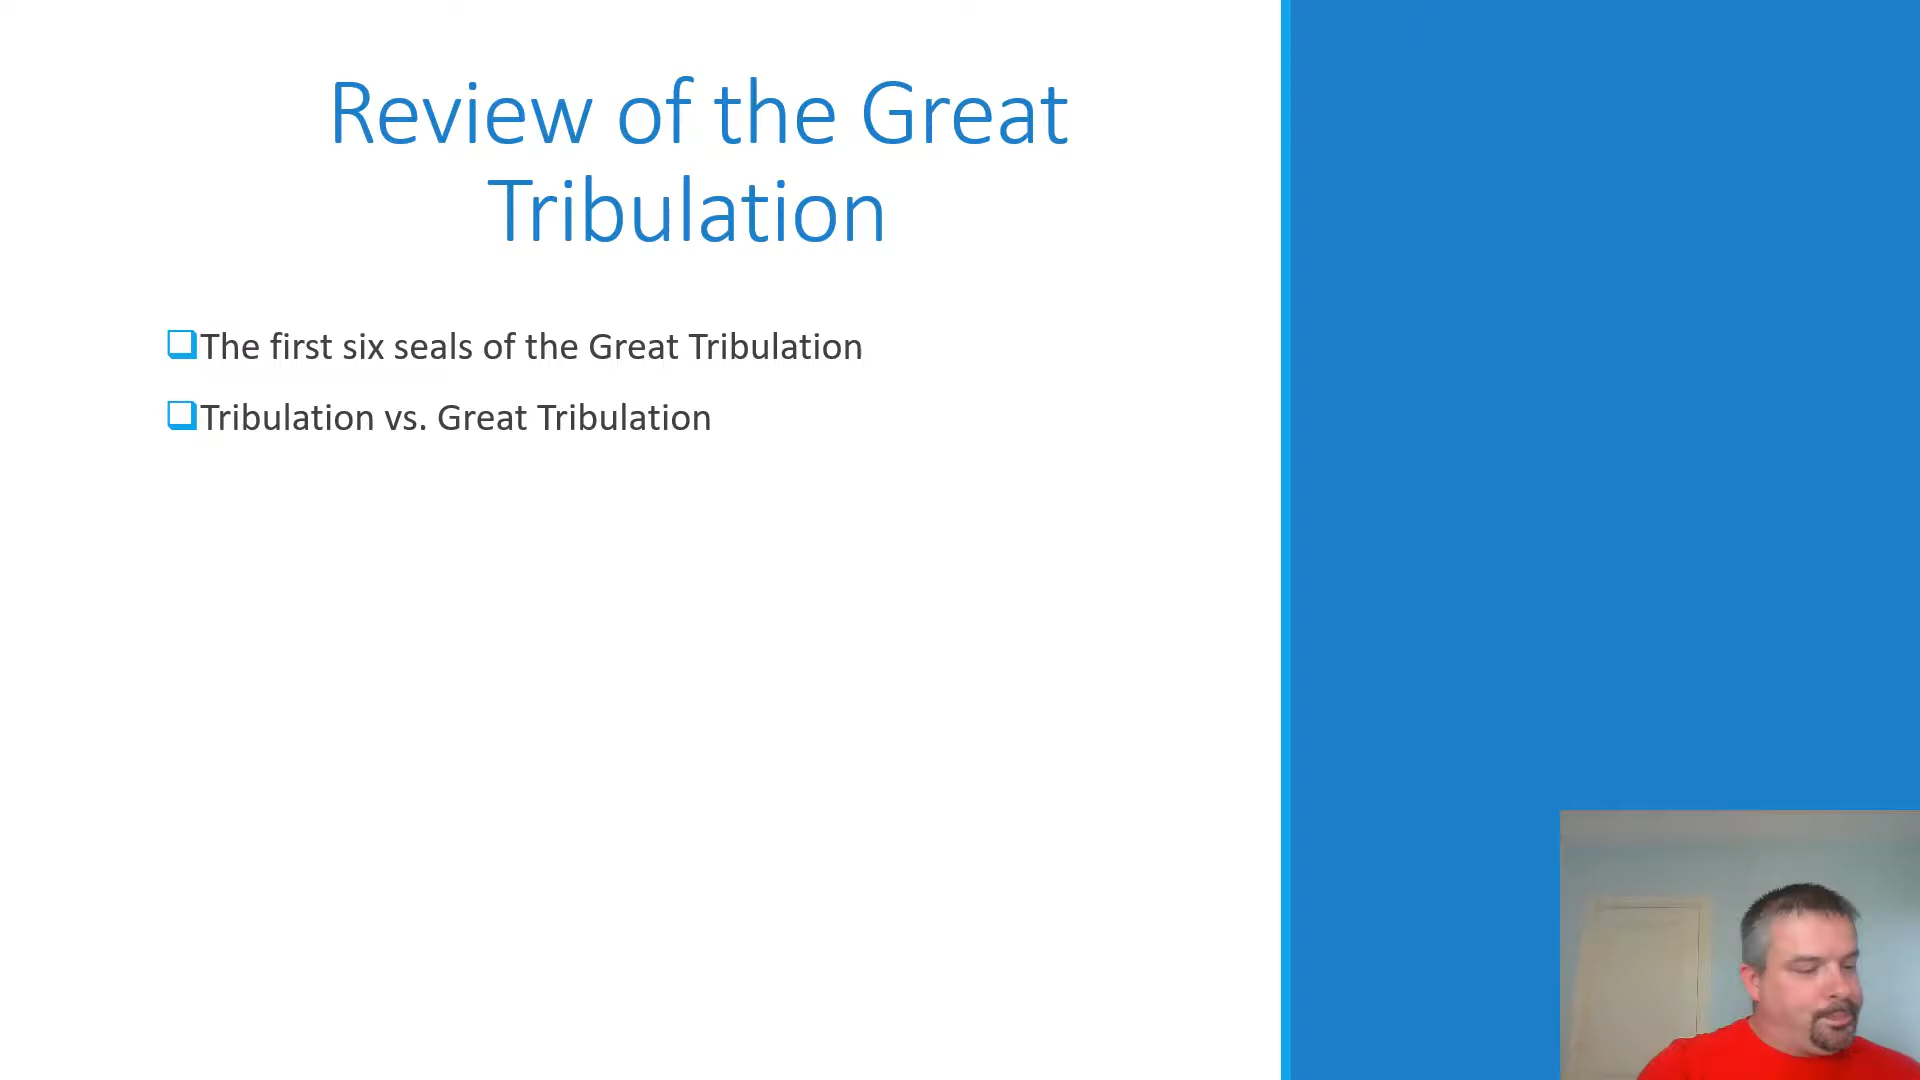 Review of the Great
Tribulation
The first six seals of the Great Tribulation
Tribulation vs. Great Tribulation